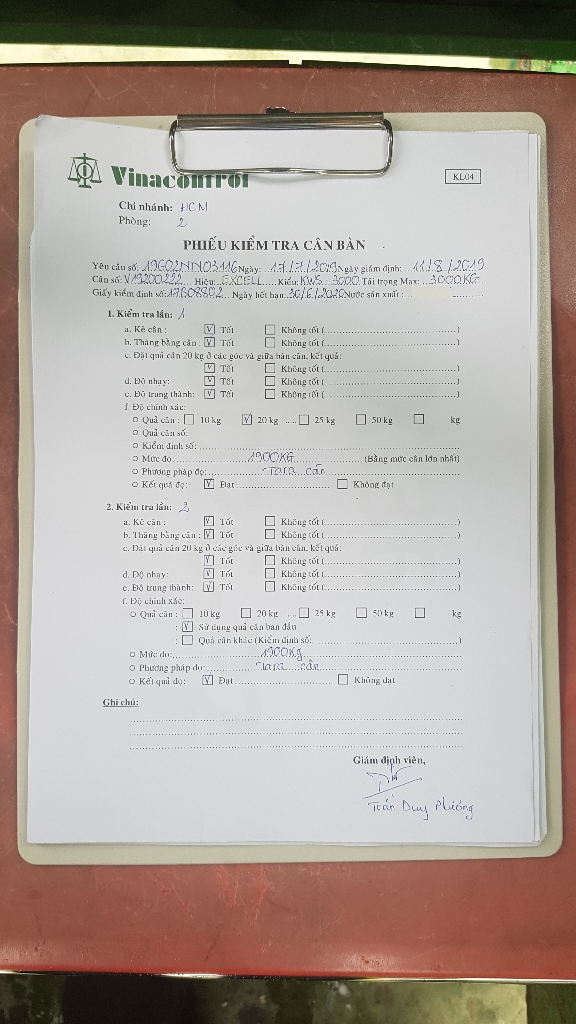 Vinacontrol
KL04
Chi nhánh: HCM
Phòng: 2
PHIẾU KIỂM TRA CÂN BÀN
Yêu cầu số: 19G02NN03116 Ngày: 17/7/2019 Ngày giám định: 11/8/2019
Cân số: V19200222 Hiệu: EXCELL Kiểu: KWS 3000 Tải trọng Max: 3000KG
Giấy kiểm định số: 17G08802 Ngày hết hạn: 30/6/2020 Nước sản xuất:
1. Kiểm tra lần: 1
a. Kê cân: V Tốt Không tốt (............)
b. Thăng bằng cân: V Tốt Không tốt (............)
c. Đặt quả cân 20 kg ở các góc và giữa bàn cân, kết quả:
V Tốt Không tốt (............)
d. Độ nhạy: V Tốt Không tốt (............)
e. Độ trung thành: V Tốt Không tốt (............)
f. Độ chính xác:
Quả cân: 10 kg V 20 kg ..... 25 kg 50 kg kg
Quả cân số:
Kiểm định số:
Mức đo: 1900KG (Bằng mức cân lớn nhất)
Phương pháp đo: Tara cân
Kết quả đo: V Đạt Không đạt
2. Kiểm tra lần: 2
a. Kê cân: V Tốt Không tốt (............)
b. Thăng bằng cân: V Tốt Không tốt (............)
c. Đặt quả cân 20 kg ở các góc và giữa bàn cân, kết quả:
V Tốt Không tốt (............)
d. Độ nhạy: V Tốt Không tốt (............)
e. Độ trung thành: V Tốt Không tốt (............)
f. Độ chính xác:
Quả cân: 10 kg 20 kg .... 25 kg 50 kg kg
: V Sử dụng quả cân ban đầu
: Quả cân khác (Kiểm định số: ............)
Mức đo: 1900Kg
Phương pháp đo: Tara cân
Kết quả đo: V Đạt Không đạt
Ghi chú:
Giám định viên,
Trần Duy Phương